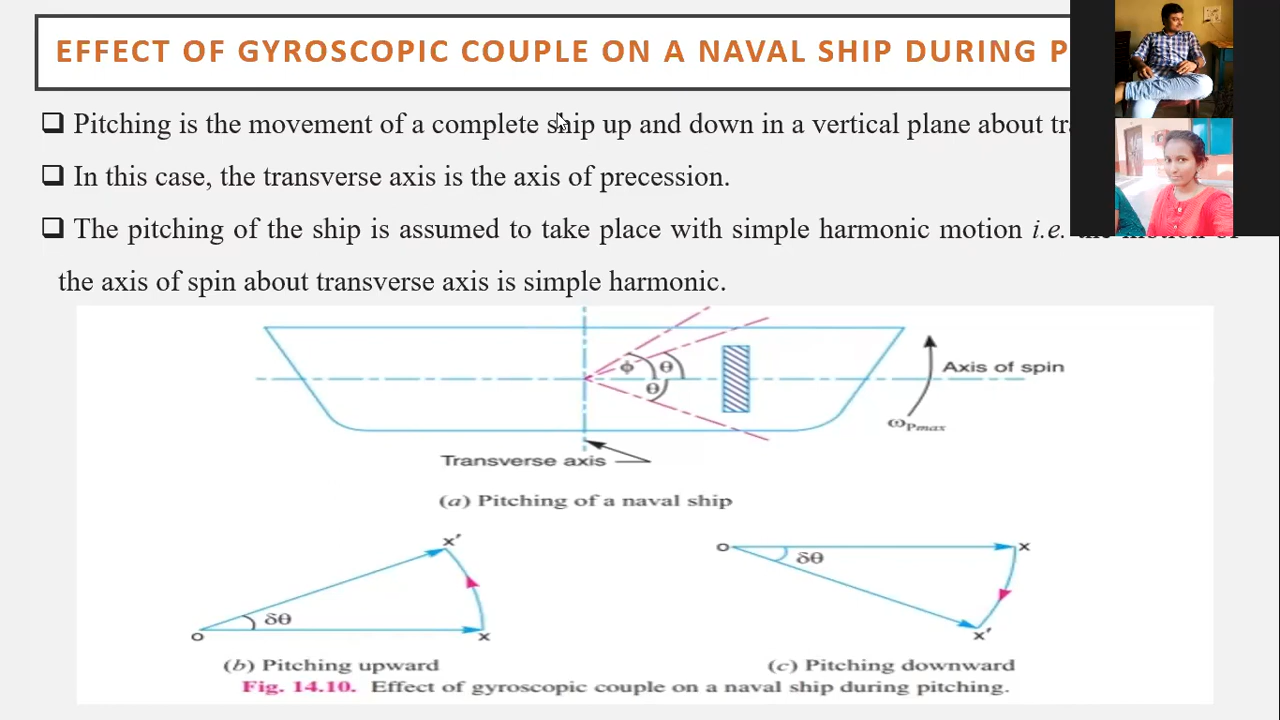 EFFECT OF GYROSCOPIC COUPLE ON A NAVAL SHIP DURING
❑ Pitching is the movement of a complete ship up and down in a vertical plane about
❑ In this case, the transverse axis is the axis of precession.
❑ The pitching of the ship is assumed to take place with simple harmonic motion i.e. the motion of
the axis of spin about transverse axis is simple harmonic.
ϕ θ
θ
Axis of spin
ωPmax
Transverse axis
(a) Pitching of a naval ship
x'
δθ
o x
o x
δθ
x'
(b) Pitching upward
(c) Pitching downward
Fig. 14.10. Effect of gyroscopic couple on a naval ship during pitching.